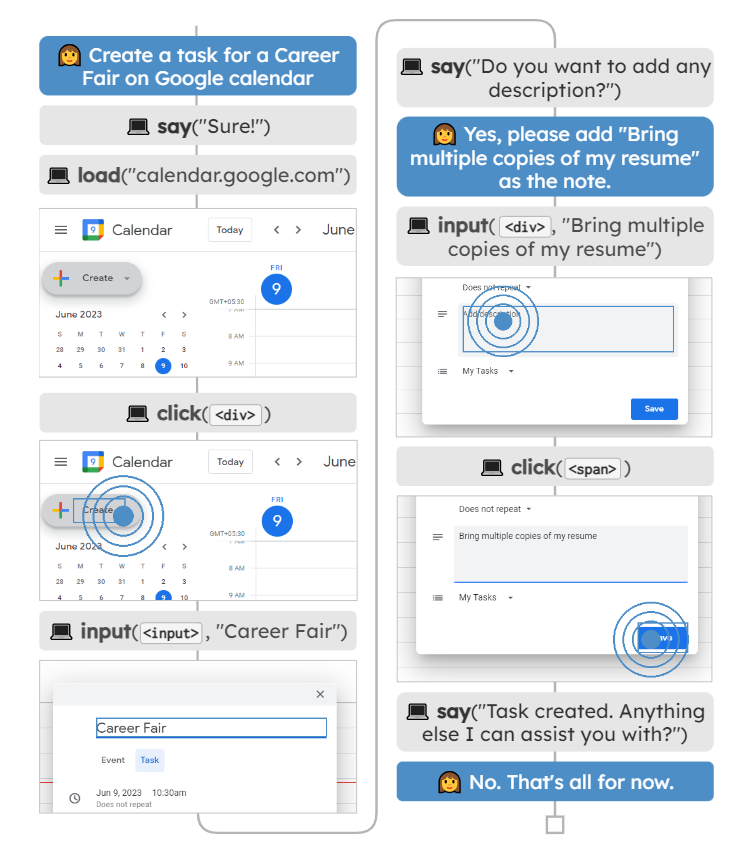 Create a task for a Career
Fair on Google calendar
say("Sure!")
load("calendar.google.com")
9 Calendar Today June
Create
FRI
9
June 2023
GMT+05:30
S M T W T F S
28 29 30 31 1 2 3
8 AM
4 5 6 7 8 9 10
9 AM
click(<div>)
9 Calendar Today June
Create
FRI
9
GMT+05:30
June 2023
S M T W T F S
8 AM
28 29 30 31 1 2 3
4 5 6 7 8 9 10
9 AM
input(<input>, "Career Fair")
Career Fair
Event Task
Jun 9, 2023 10:30am
Does not repeat
say("Do you want to add any
description?")
Yes, please add "Bring
multiple copies of my resume"
as the note.
input( <div>, "Bring multiple
copies of my resume")
Does not repeat
Add description
My Tasks
Save
click(<span>)
Does not repeat
Bring multiple copies of my resume
My Tasks
say("Task created. Anything
else I can assist you with?")
No. That's all for now.